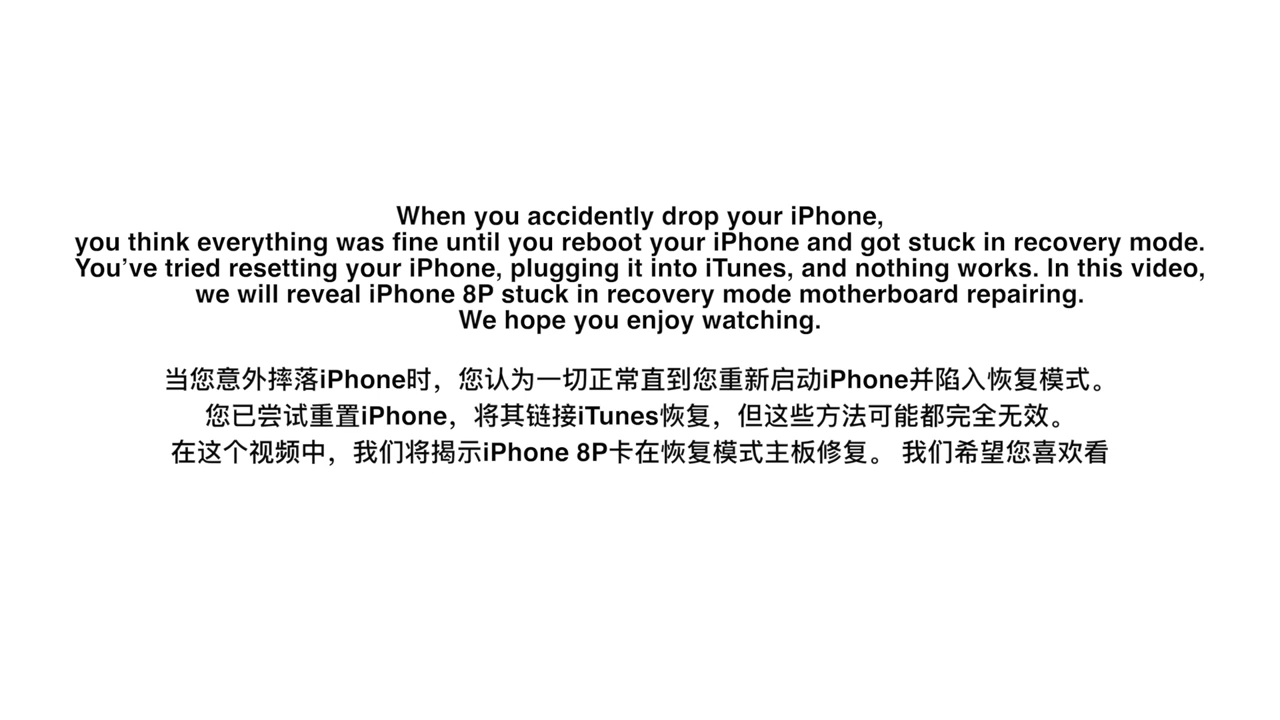 When you accidently drop your iPhone,
you think everything was fine until you reboot your iPhone and got stuck in recovery mode.
You’ve tried resetting your iPhone, plugging it into iTunes, and nothing works. In this video,
we will reveal iPhone 8P stuck in recovery mode motherboard repairing.
We hope you enjoy watching.
当您意外摔落iPhone时，您认为一切正常直到您重新启动iPhone并陷入恢复模式。
您已尝试重置iPhone，将其链接iTunes恢复，但这些方法可能都完全无效。
在这个视频中，我们将揭示iPhone 8P卡在恢复模式主板修复。 我们希望您喜欢看